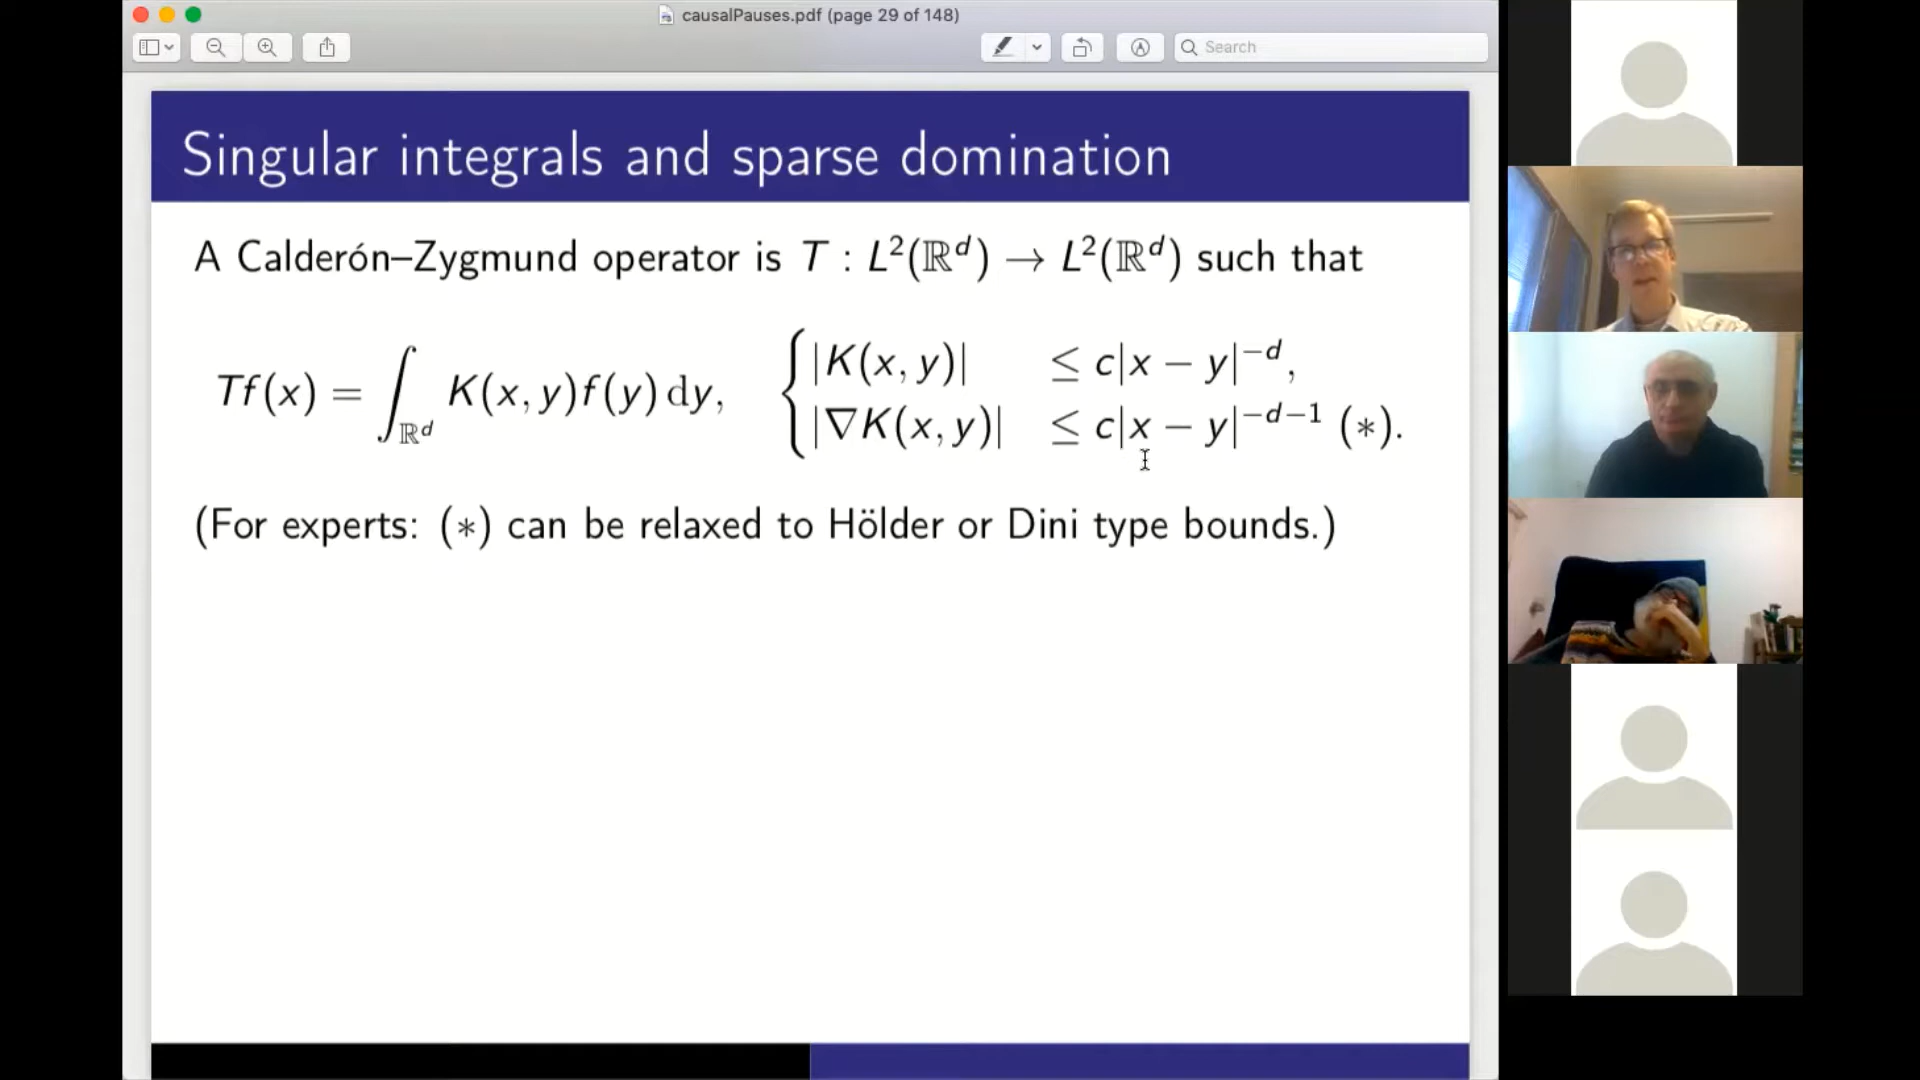 causalPauses.pdf (page 29 of 148)
Search
Singular integrals and sparse domination
A Calderón–Zygmund operator is T : L²(ℝᵈ) → L²(ℝᵈ) such that
Tf(x) = ∫_{ℝᵈ} K(x, y)f(y) dy, { |K(x, y)| ≤ c|x − y|^{−d},
|∇K(x, y)| ≤ c|x − y|^{−d−1} (∗).
(For experts: (∗) can be relaxed to Hölder or Dini type bounds.)